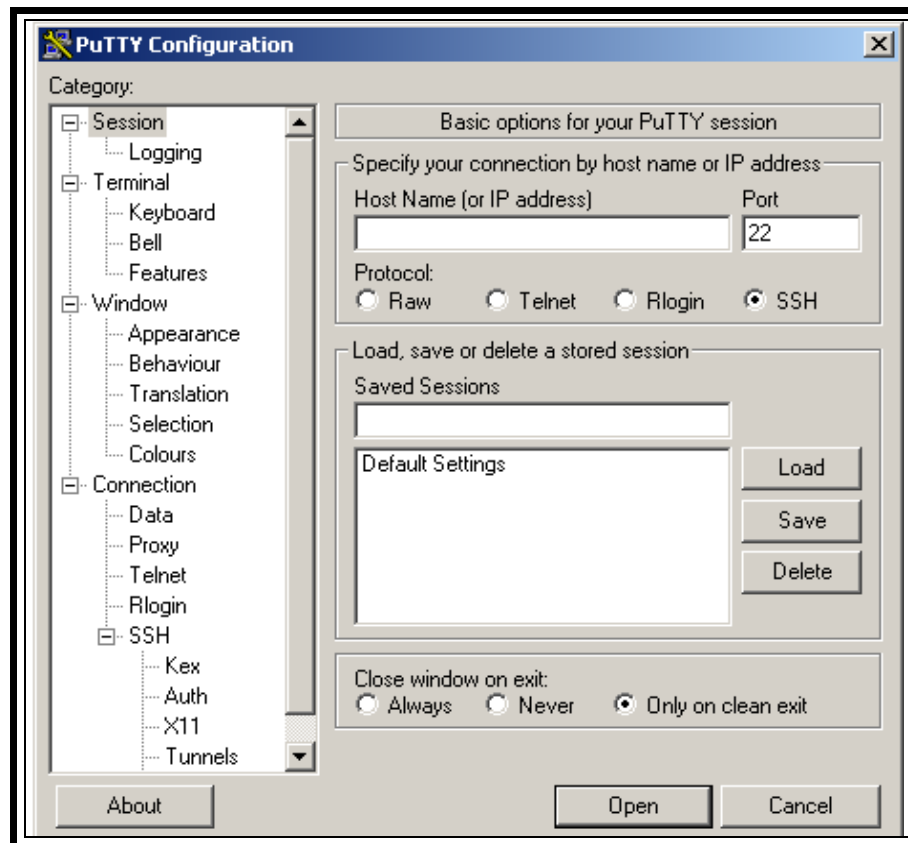 PuTTY Configuration
Category:
Session
Logging
Terminal
Keyboard
Bell
Features
Window
Appearance
Behaviour
Translation
Selection
Colours
Connection
Data
Proxy
Telnet
Rlogin
SSH
Kex
Auth
X11
Tunnels
Basic options for your PuTTY session
Specify your connection by host name or IP address
Host Name (or IP address) Port
22
Protocol:
Raw Telnet Rlogin SSH
Load, save or delete a stored session
Saved Sessions
Default Settings
Load
Save
Delete
Close window on exit:
Always Never Only on clean exit
About Open Cancel